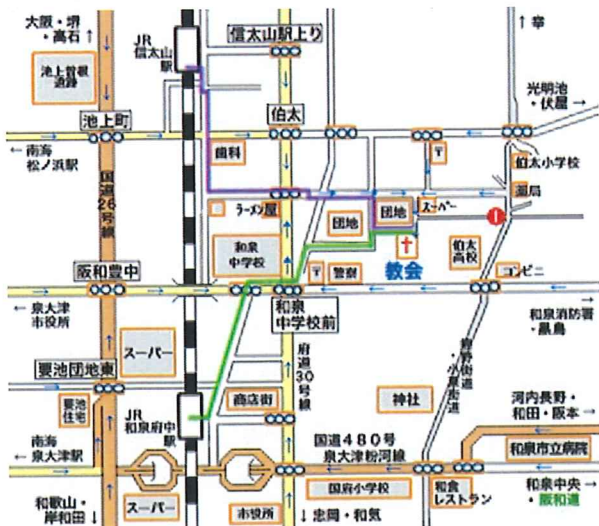 大阪・堺
・高石↑
JR
信太山
駅
信太山駅上り
↑
・峯
池上曽根
遺跡
光明池
・伏屋
池上町
伯太
← 南海
松ノ浜駅
歯科
〒
伯太小学校
薬局
国道26号線
ラーメン屋
団地
団地
スーパー
和泉
中学校
教会
伯太
高校
コンビニ
阪和豊中
〒
警察
← 泉大津
市役所
和泉
中学校前
→
和泉消防署
・黒鳥
スーパー
府道30号線
・小栗街道
要池団地東
要池
住宅
JR
和泉府中
駅
商店街
神社
河内長野
・和田・阪本
南海
泉大津駅
←
国道480号
泉大津粉河線
和泉市立病院
国府小学校
和泉中央→
・阪和道
和歌山・
岸和田↓
スーパー
市役所
↓忠岡・和気
和食
レストラン